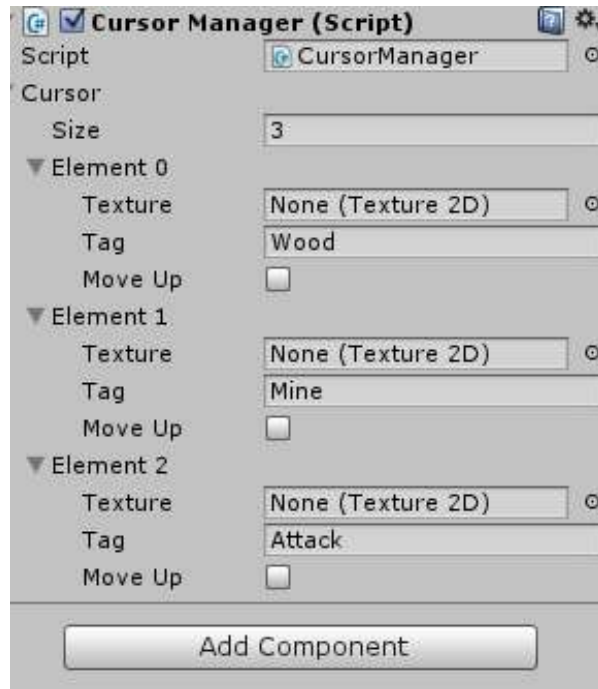 Cursor Manager (Script)
Script CursorManager
Cursor
Size 3
Element 0
Texture None (Texture 2D)
Tag Wood
Move Up
Element 1
Texture None (Texture 2D)
Tag Mine
Move Up
Element 2
Texture None (Texture 2D)
Tag Attack
Move Up
Add Component